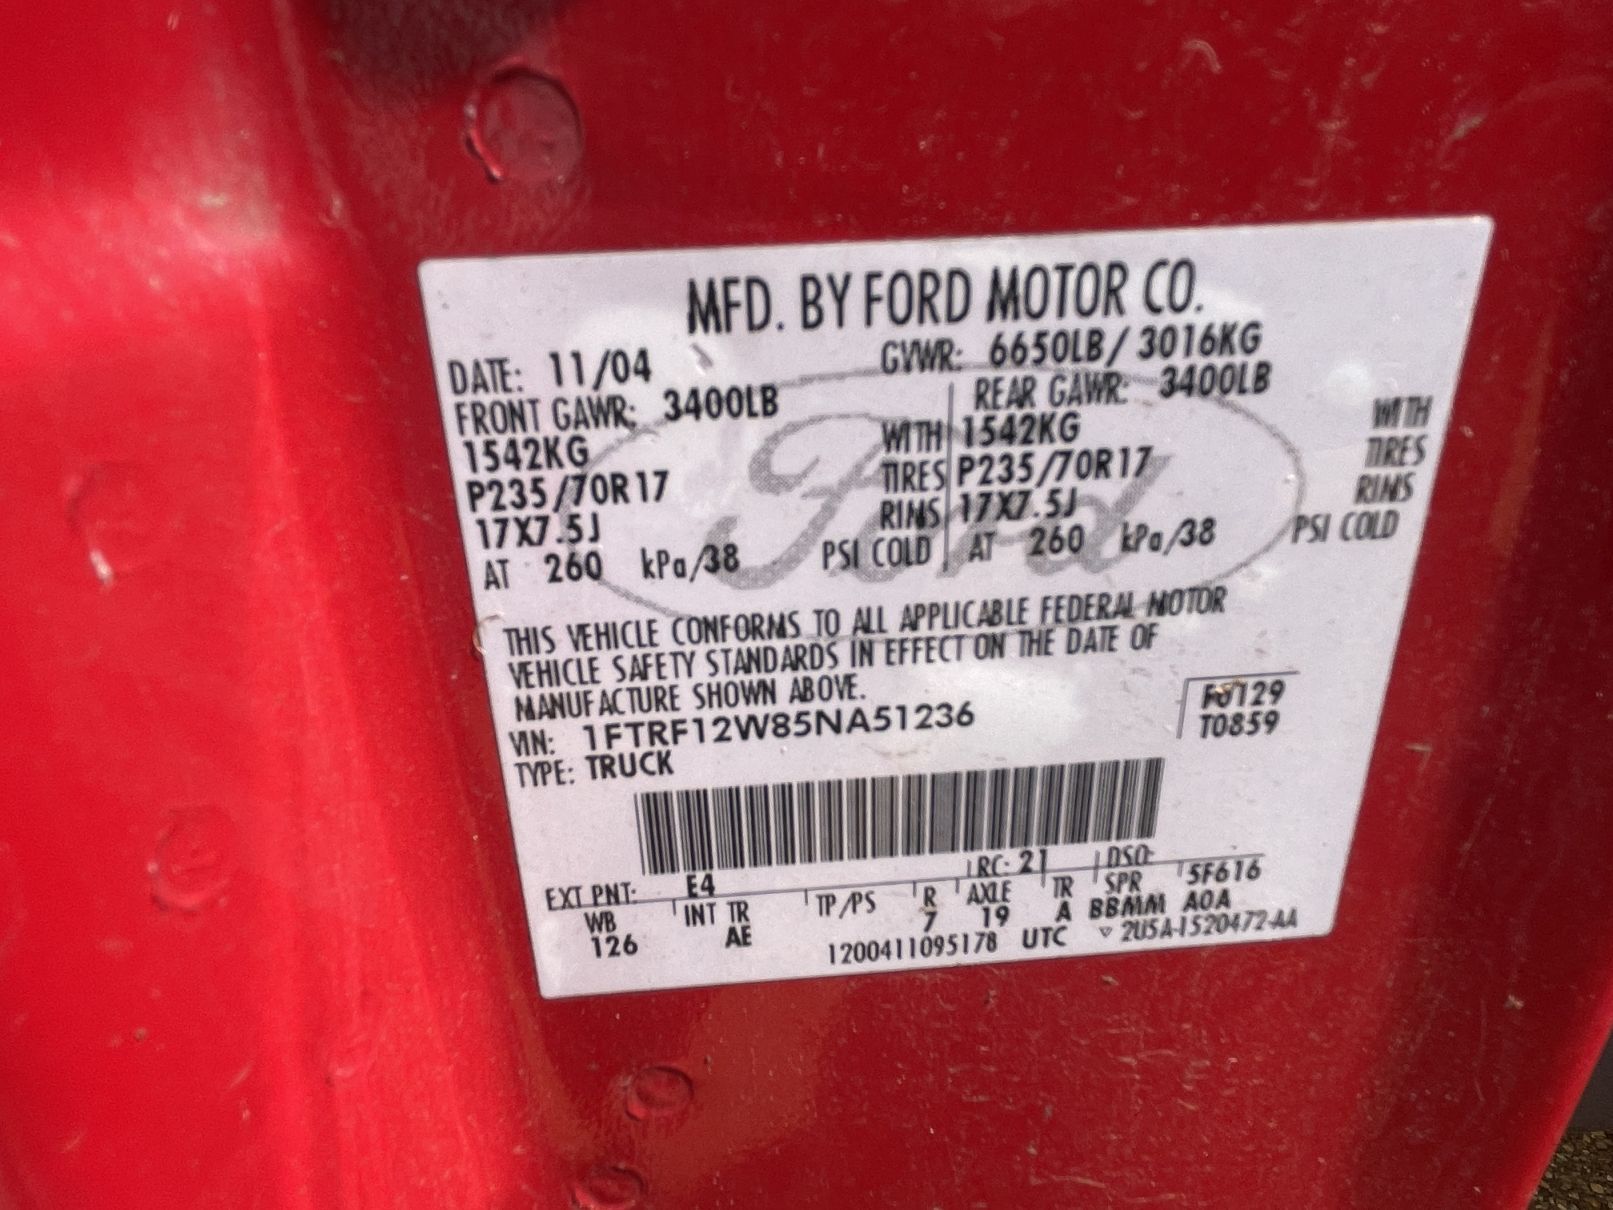 MFD. BY FORD MOTOR CO.
DATE: 11/04 GVWR: 6650LB / 3016KG
FRONT GAWR: 3400LB REAR GAWR: 3400LB
1542KG WITH 1542KG WITH
P235/70R17 TIRES P235/70R17 TIRES
17X7.5J RIMS 17X7.5J RIMS
AT 260 kPa/38 PSI COLD AT 260 kPa/38 PSI COLD
Ford
THIS VEHICLE CONFORMS TO ALL APPLICABLE FEDERAL MOTOR
VEHICLE SAFETY STANDARDS IN EFFECT ON THE DATE OF
MANUFACTURE SHOWN ABOVE.
VIN: 1FTRF12W85NA51236 F0129
TYPE: TRUCK T0859
EXT PNT: E4 RC: 21 DSO:
WB INT TR TP/PS R AXLE TR SPR 5F616
126 AE 7 19 A BBMM AOA
1200411095178 UTC ▽ 2U5A-1520472-AA